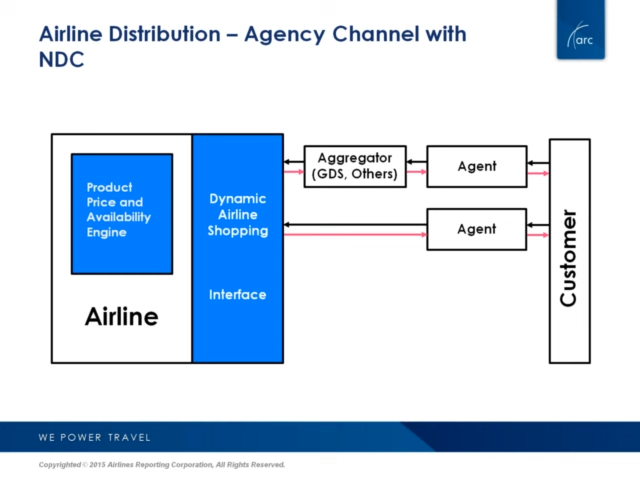 Airline Distribution – Agency Channel with
NDC
arc
Product
Price and
Availability
Engine
Airline
Dynamic
Airline
Shopping
Interface
Aggregator
(GDS, Others)
Agent
Agent
Customer
WE POWER TRAVEL
Copyrighted © 2015 Airlines Reporting Corporation, All Rights Reserved.